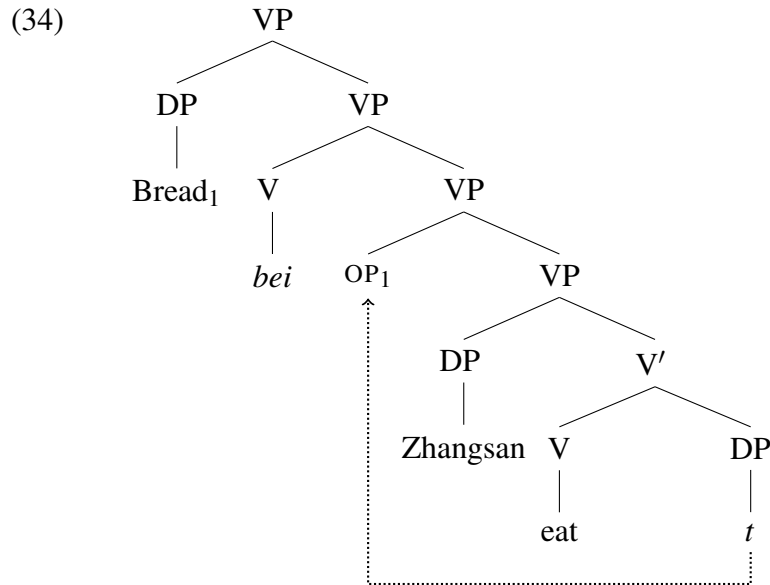 (34) VP
DP VP
Bread₁ V VP
bei OP₁ VP
DP V′
Zhangsan V DP
eat t